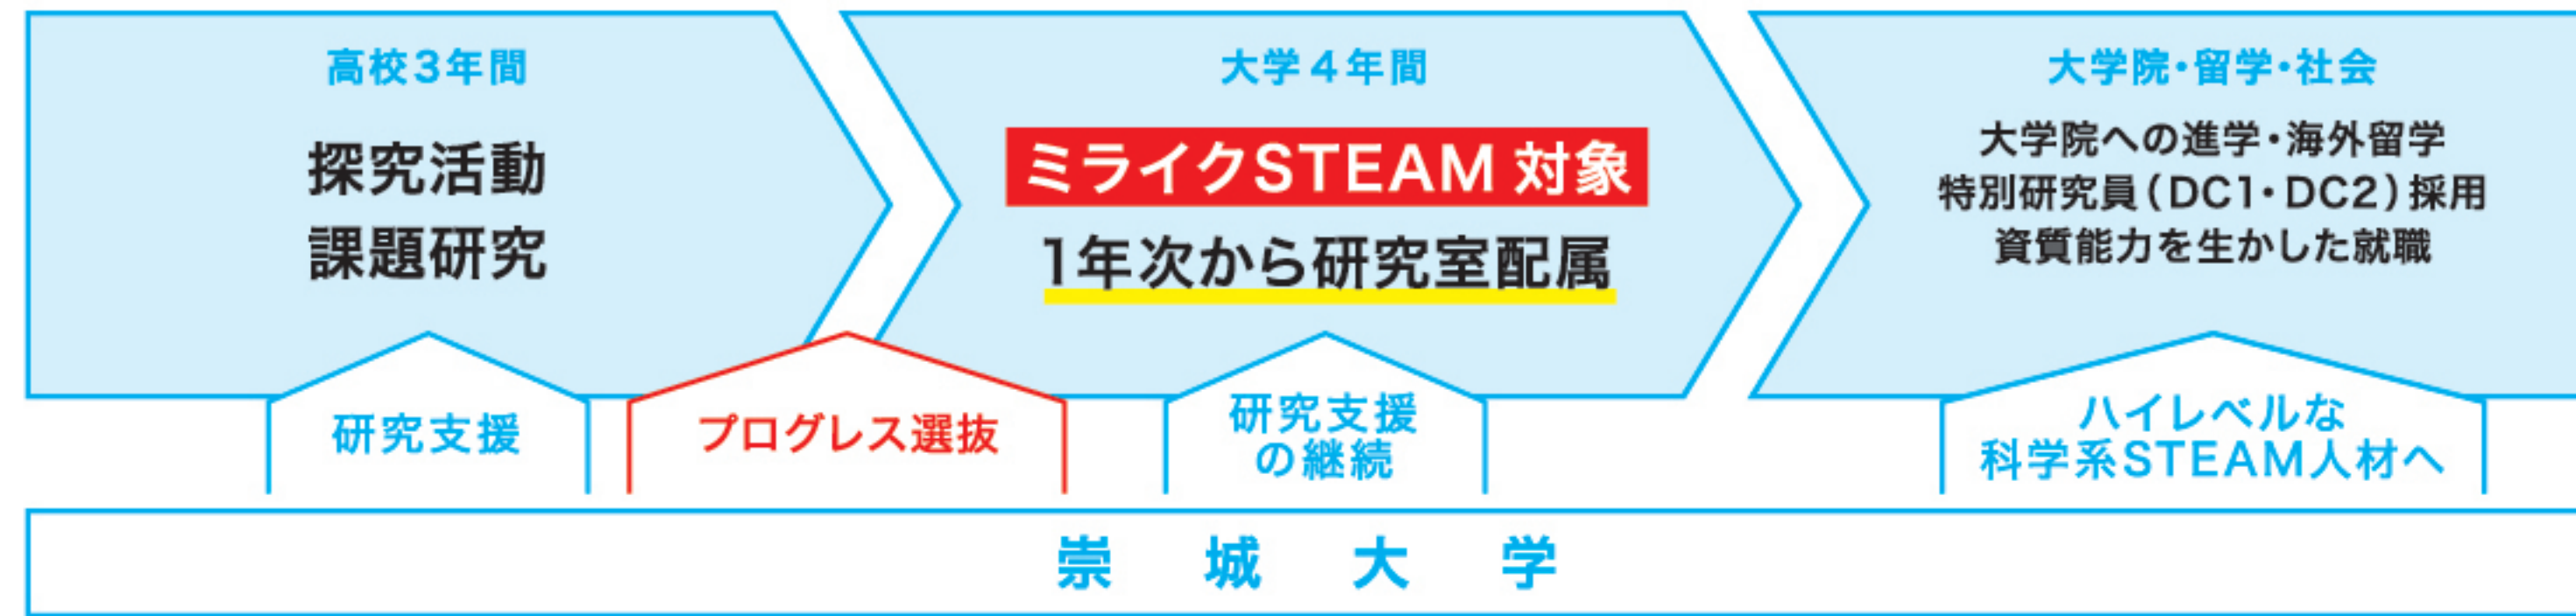 高校3年間
探究活動
課題研究
大学4年間
ミライクSTEAM 対象
1年次から研究室配属
大学院・留学・社会
大学院への進学・海外留学
特別研究員（DC1・DC2）採用
資質能力を生かした就職
研究支援
プログレス選抜
研究支援
の継続
ハイレベルな
科学系STEAM人材へ
崇城大学